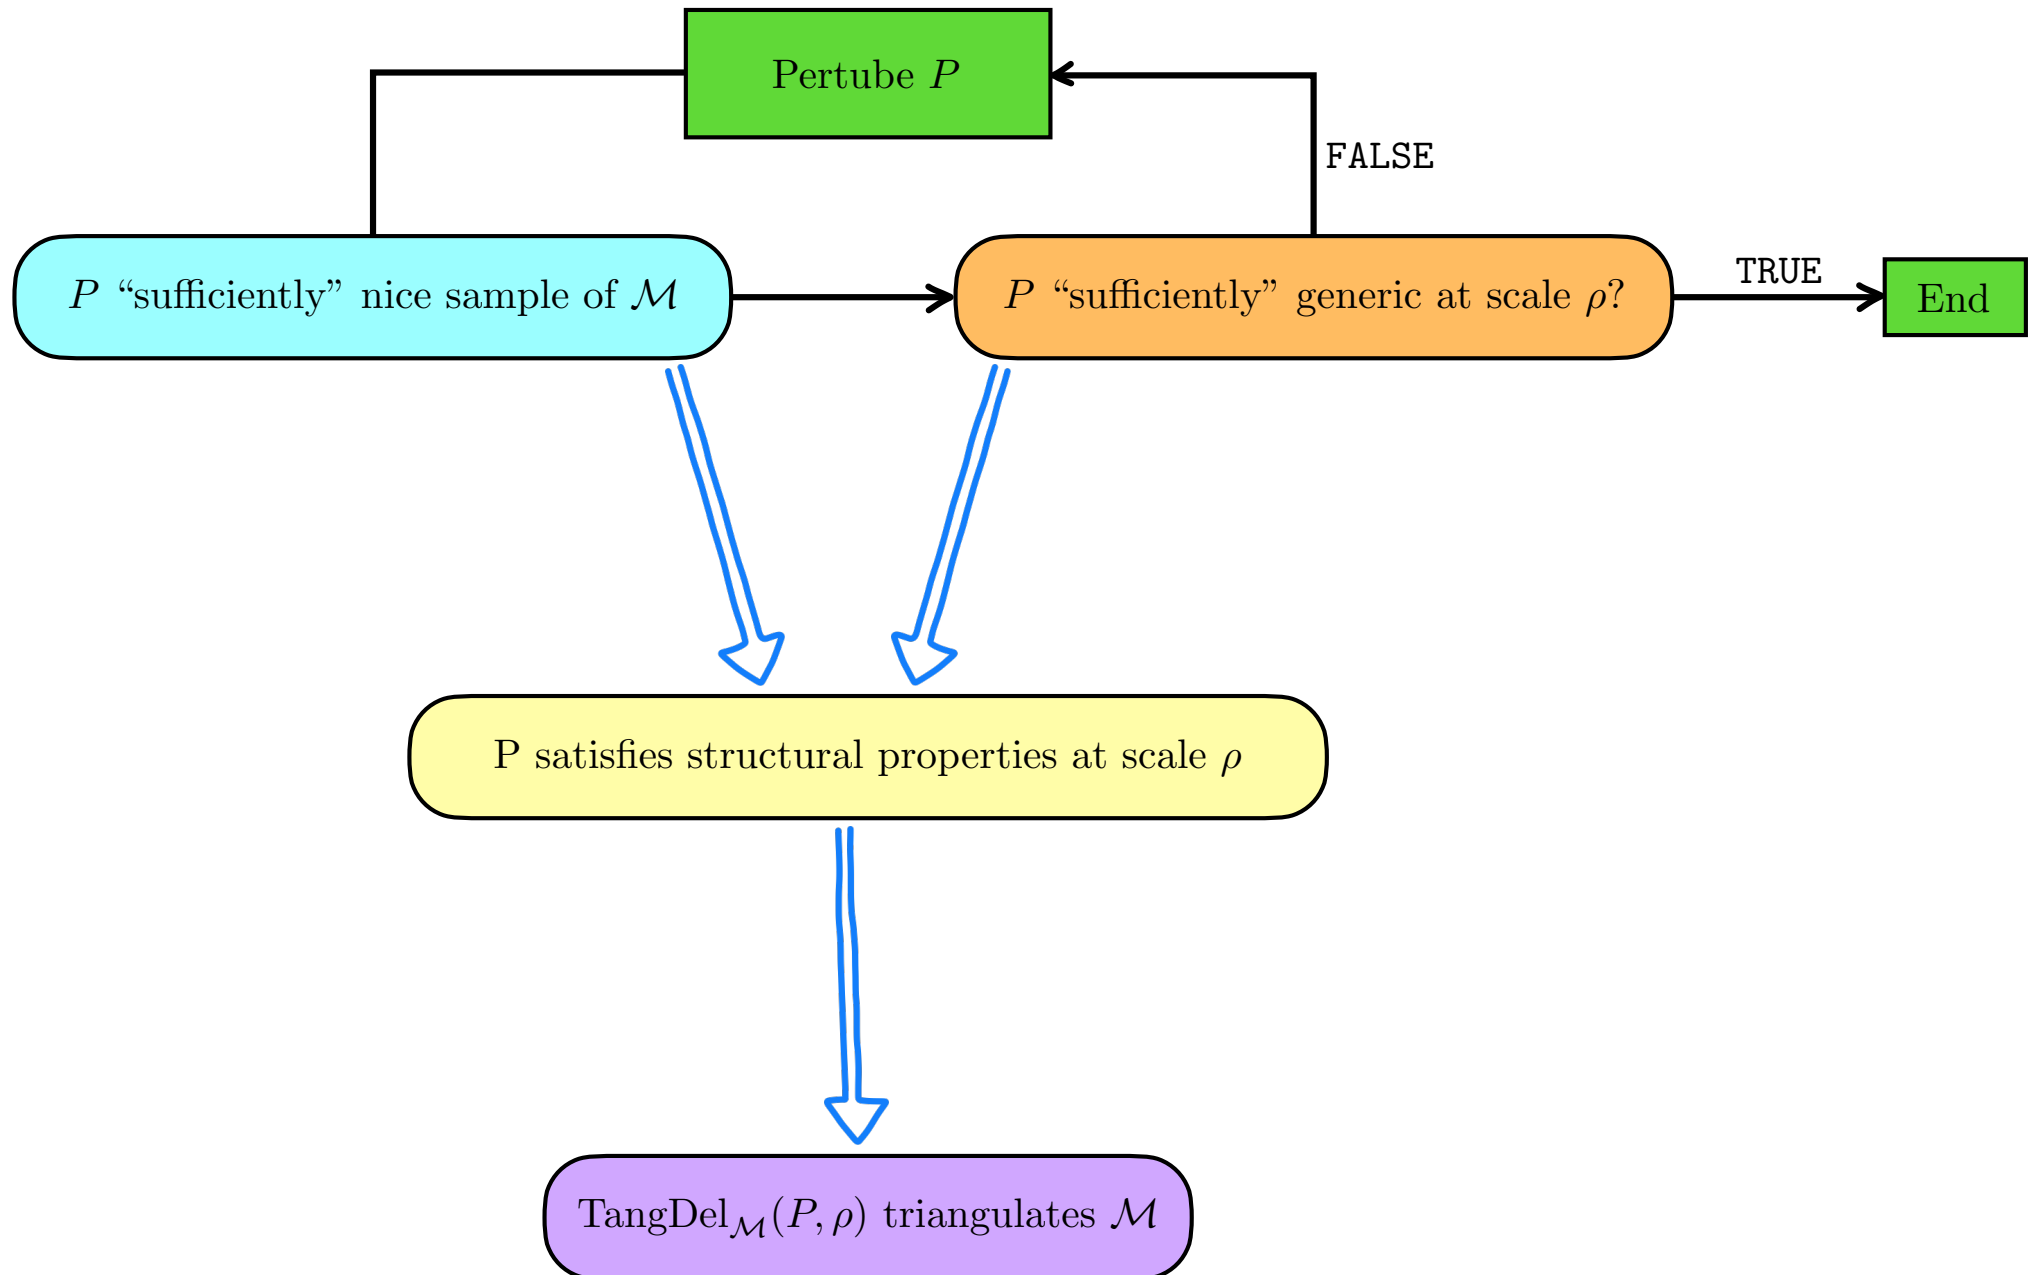 Pertube P
FALSE
P “sufficiently” nice sample of ℳ
P “sufficiently” generic at scale ρ?
TRUE
End
P satisfies structural properties at scale ρ
TangDel_ℳ(P, ρ) triangulates ℳ